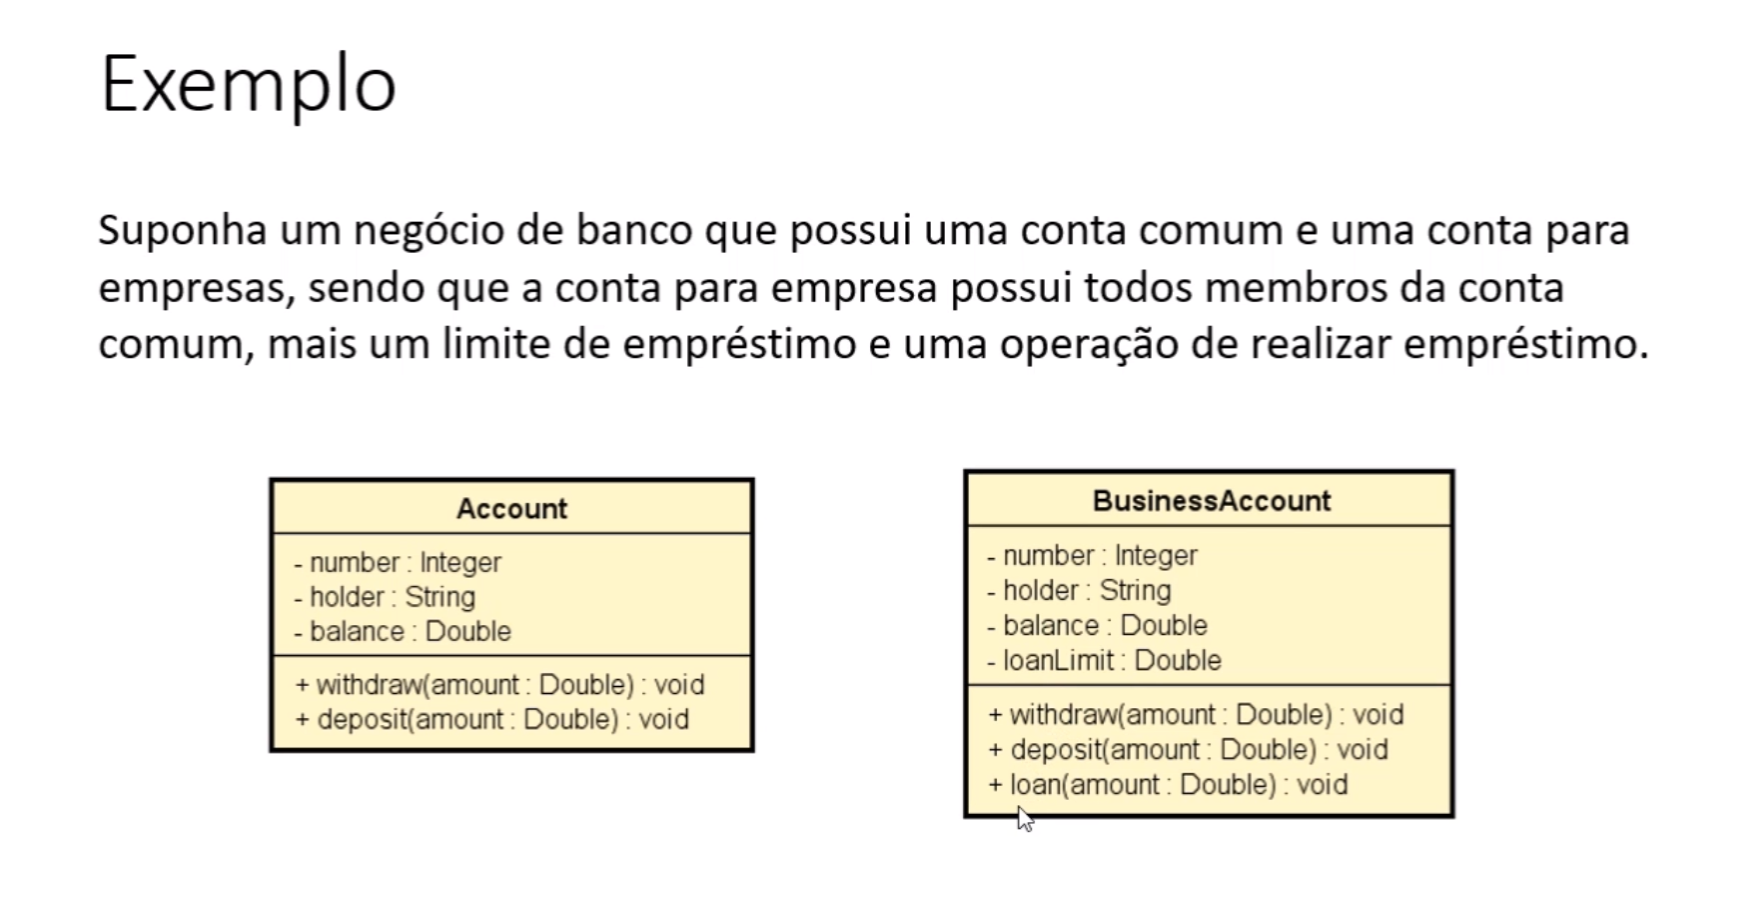 Exemplo
Suponha um negócio de banco que possui uma conta comum e uma conta para
empresas, sendo que a conta para empresa possui todos membros da conta
comum, mais um limite de empréstimo e uma operação de realizar empréstimo.
Account
- number : Integer
- holder : String
- balance : Double
+ withdraw(amount : Double) : void
+ deposit(amount : Double) : void
BusinessAccount
- number : Integer
- holder : String
- balance : Double
- loanLimit : Double
+ withdraw(amount : Double) : void
+ deposit(amount : Double) : void
+ loan(amount : Double) : void